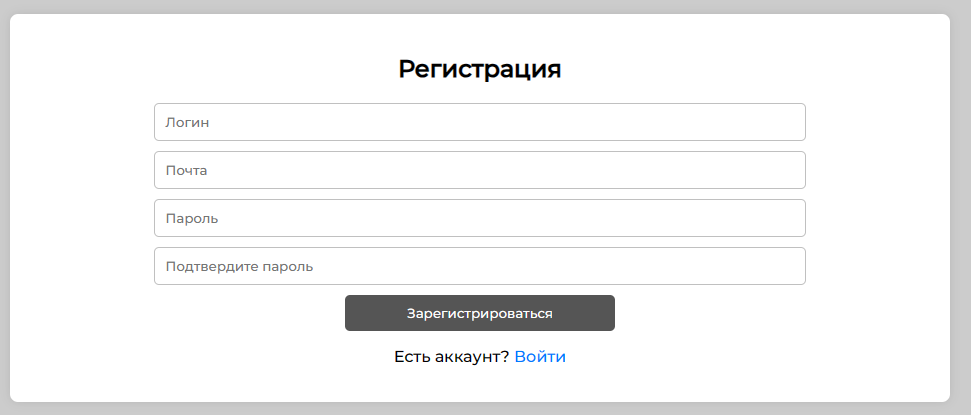 Регистрация
Логин
Почта
Пароль
Подтвердите пароль
Зарегистрироваться
Есть аккаунт? Войти